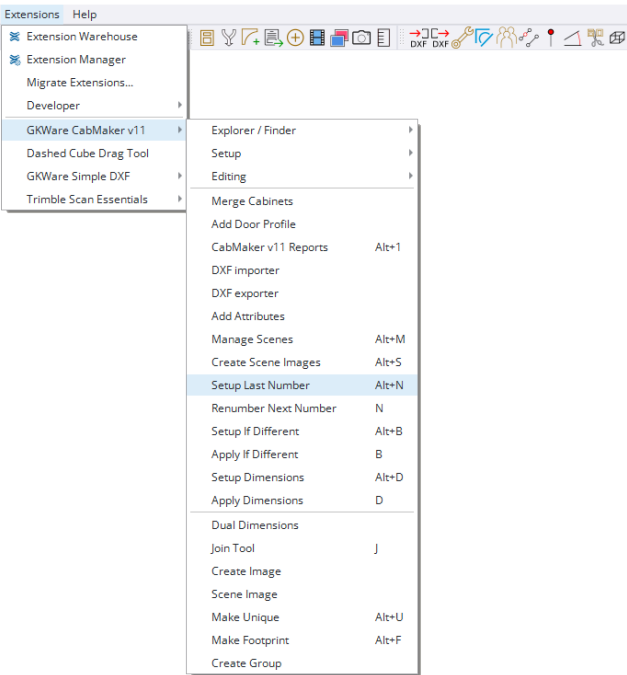 Extensions Help
Extension Warehouse
Extension Manager
Migrate Extensions...
Developer
GKWare CabMaker v11
Dashed Cube Drag Tool
GKWare Simple DXF
Trimble Scan Essentials
DXF DXF
Explorer / Finder
Setup
Editing
Merge Cabinets
Add Door Profile
CabMaker v11 Reports Alt+1
DXF importer
DXF exporter
Add Attributes
Manage Scenes Alt+M
Create Scene Images Alt+S
Setup Last Number Alt+N
Renumber Next Number N
Setup If Different Alt+B
Apply If Different B
Setup Dimensions Alt+D
Apply Dimensions D
Dual Dimensions
Join Tool J
Create Image
Scene Image
Make Unique Alt+U
Make Footprint Alt+F
Create Group